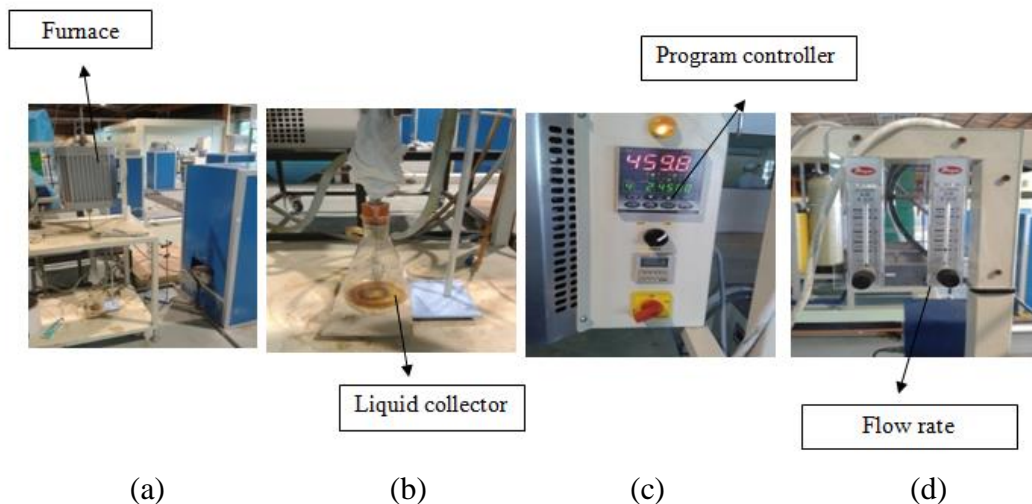 Furnace
Program controller
459.8
Liquid collector
Flow rate
(a)
(b)
(c)
(d)